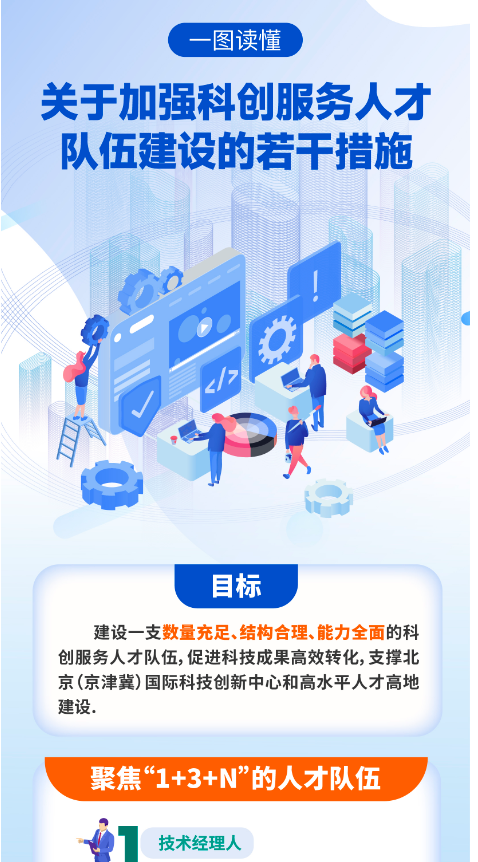 一图读懂
关于加强科创服务人才
队伍建设的若干措施
</>
目标
建设一支数量充足、结构合理、能力全面的科
创服务人才队伍,促进科技成果高效转化,支撑北
京(京津冀)国际科技创新中心和高水平人才高地
建设.
聚焦“1+3+N”的人才队伍
1 技术经理人